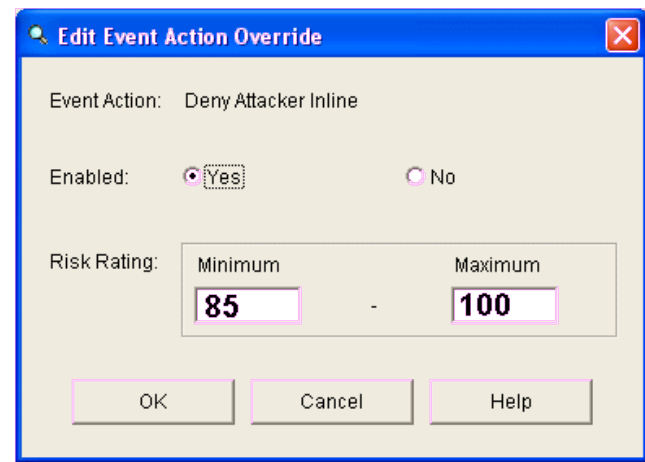 Edit Event Action Override
Event Action: Deny Attacker Inline
Enabled: Yes No
Risk Rating: Minimum Maximum
85 - 100
OK Cancel Help